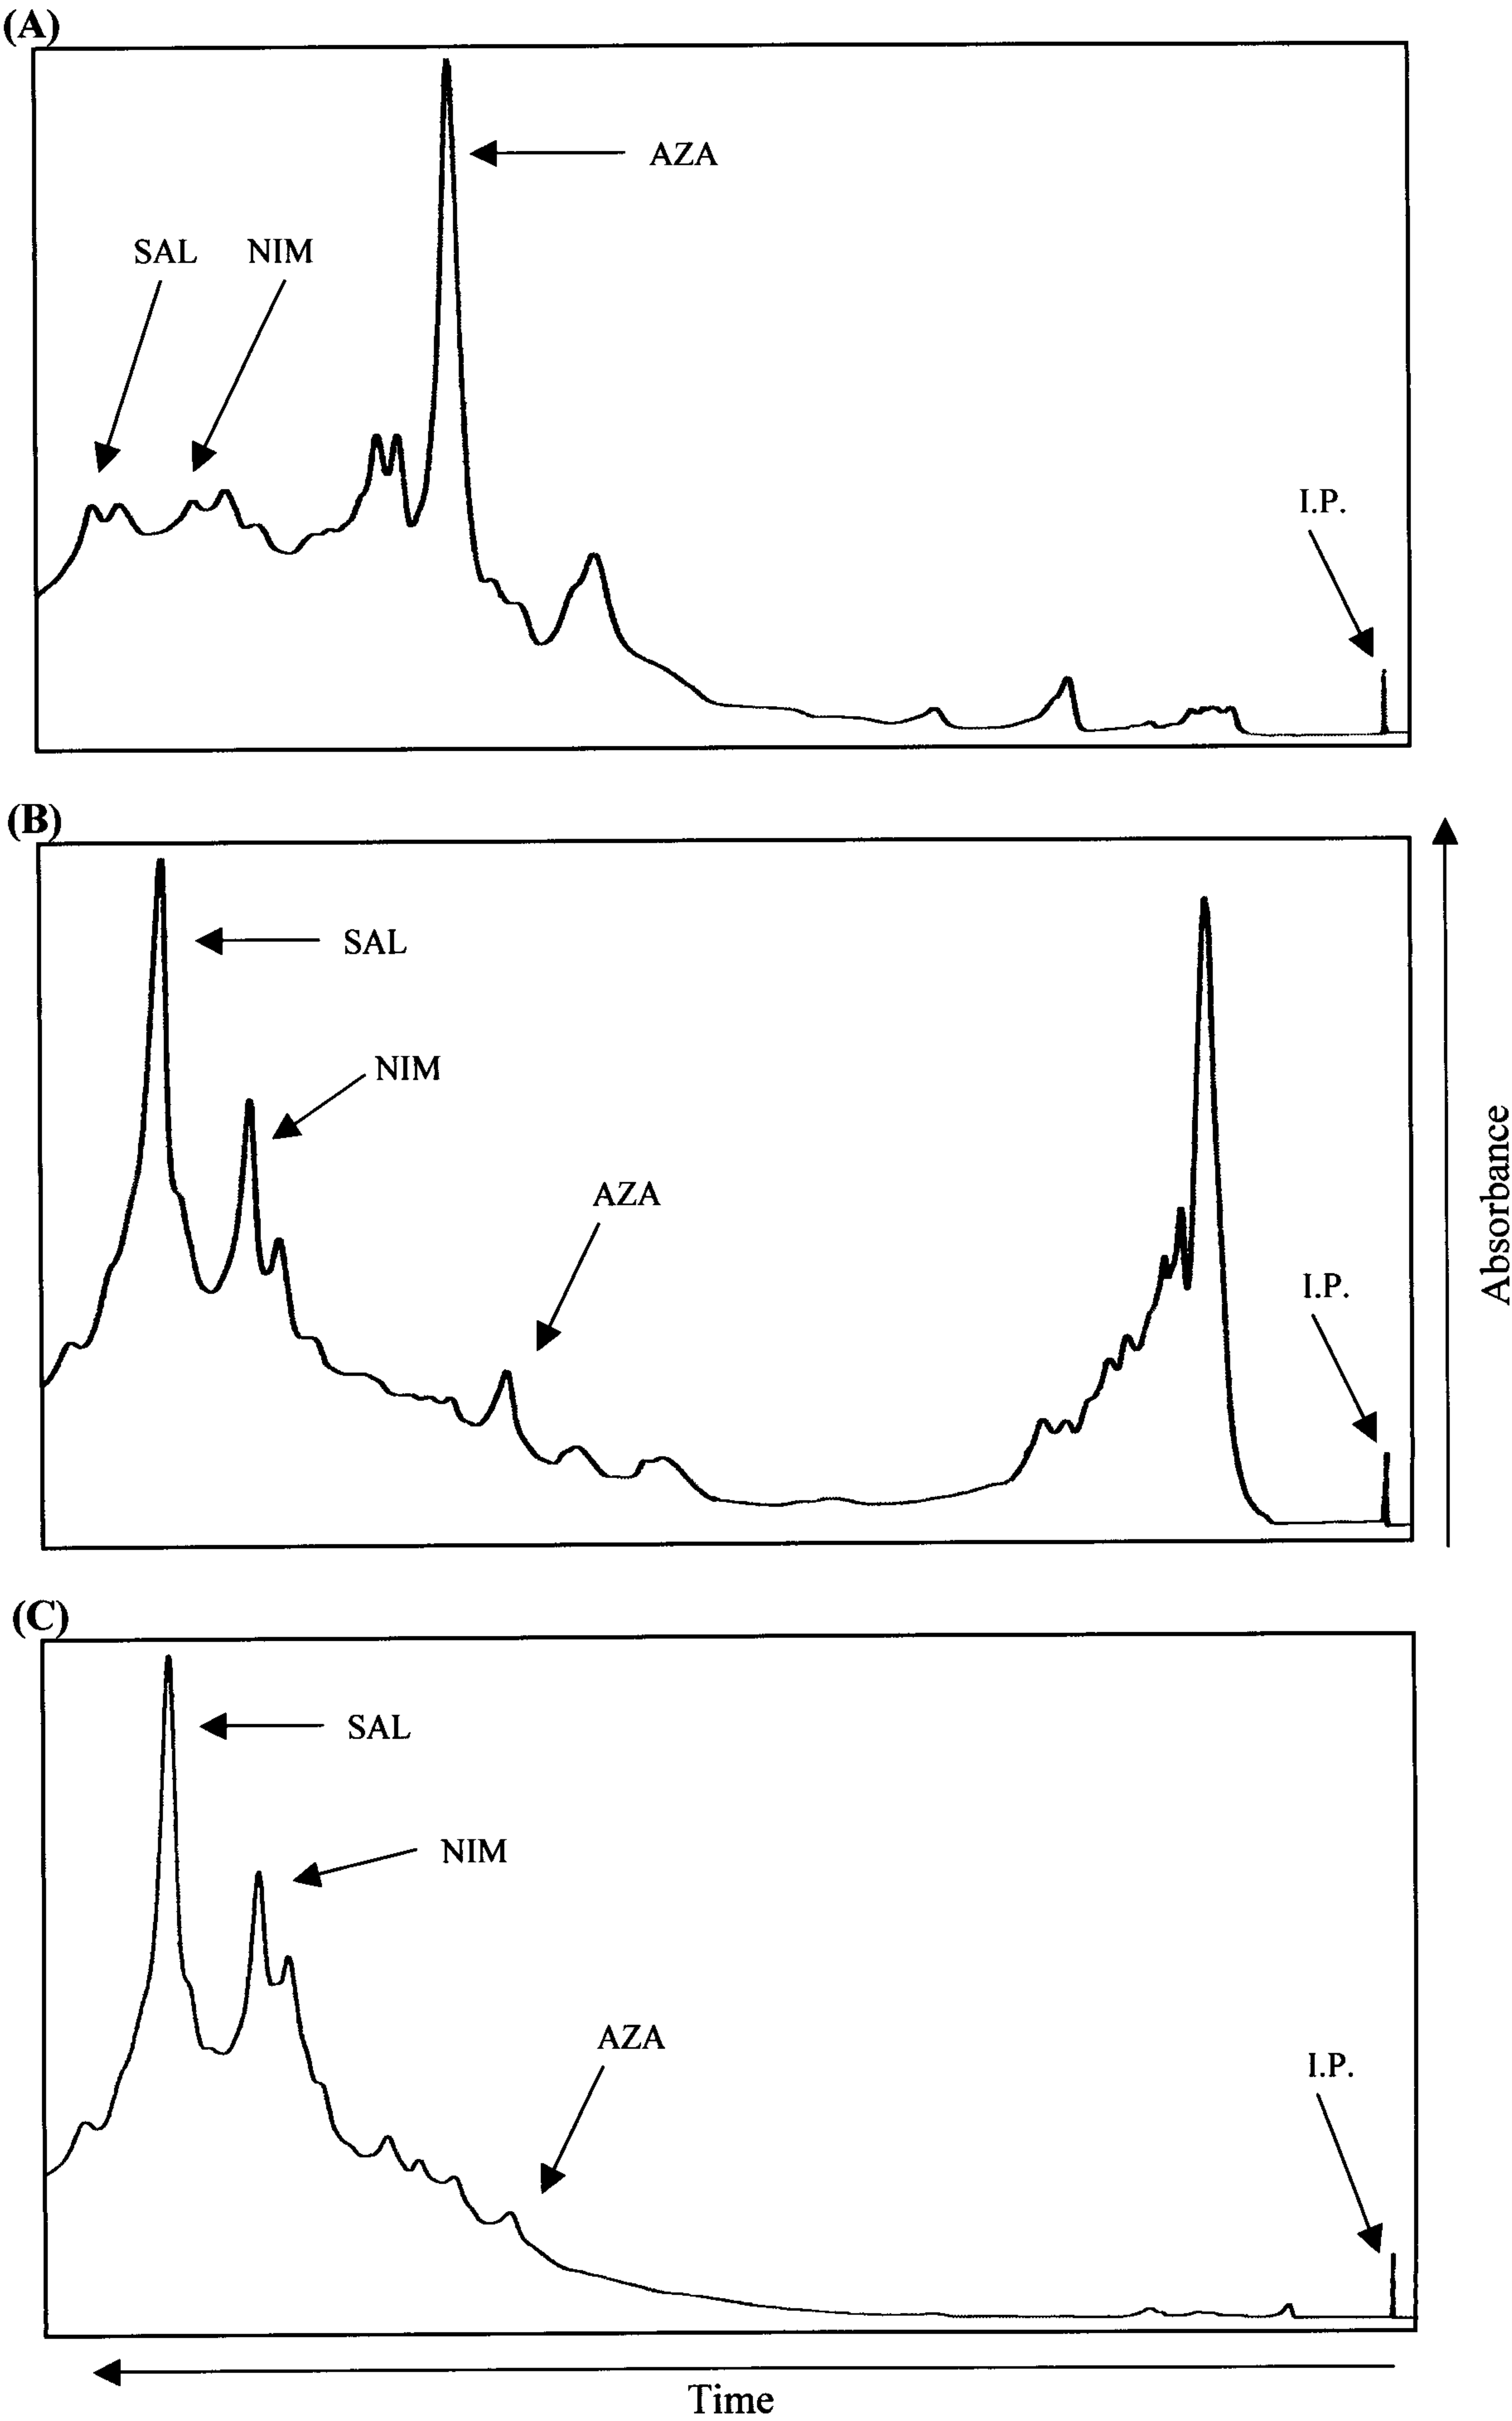 (A)
AZA
SAL NIM
I.P.
(B)
SAL
NIM
AZA
I.P.
Absorbance
(C)
SAL
NIM
AZA
I.P.
Time